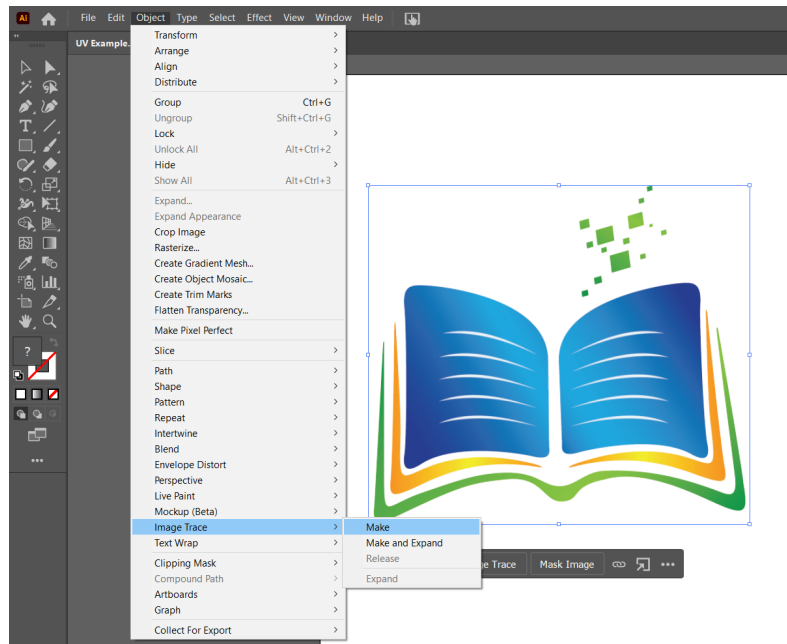 Ai File Edit Object Type Select Effect View Window Help
UV Example.
Transform
Arrange
Align
Distribute
Group Ctrl+G
Ungroup Shift+Ctrl+G
Lock
Unlock All Alt+Ctrl+2
Hide
Show All Alt+Ctrl+3
Expand...
Expand Appearance
Crop Image
Rasterize...
Create Gradient Mesh...
Create Object Mosaic...
Create Trim Marks
Flatten Transparency...
Make Pixel Perfect
Slice
Path
Shape
Pattern
Repeat
Intertwine
Blend
Envelope Distort
Perspective
Live Paint
Mockup (Beta)
Image Trace
Text Wrap
Clipping Mask
Compound Path
Artboards
Graph
Collect For Export
Make
Make and Expand
Release
Expand
Trace Mask Image